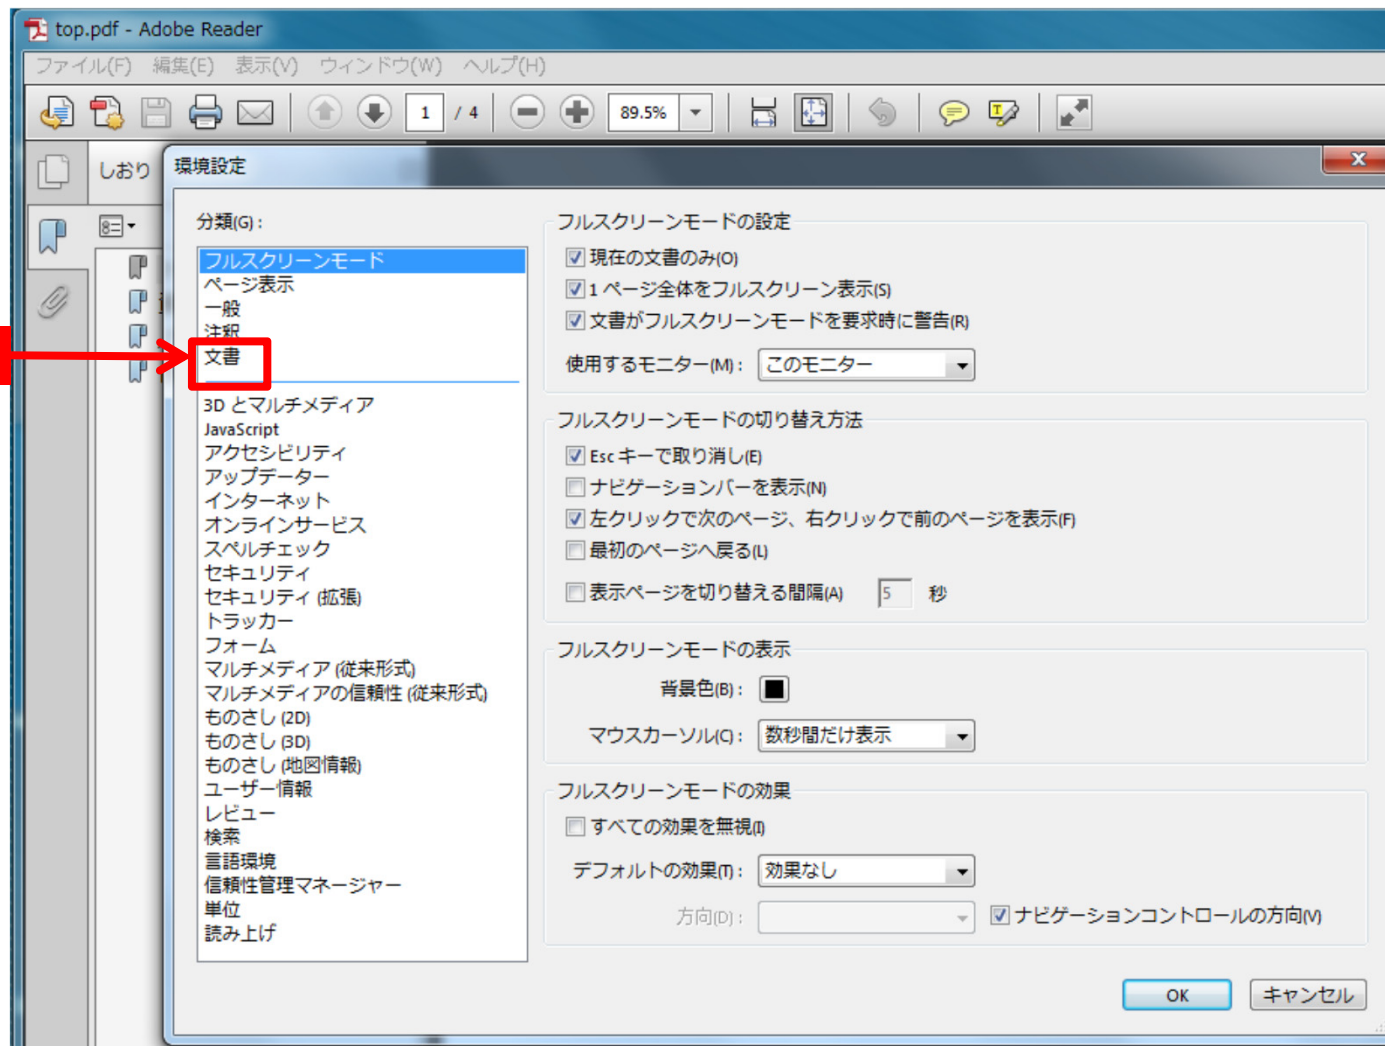 top.pdf - Adobe Reader
ファイル(F) 編集(E) 表示(V) ウィンドウ(W) ヘルプ(H)
1 / 4 89.5%
しおり
環境設定
分類(G):
フルスクリーンモード
ページ表示
一般
注釈
文書
3D とマルチメディア
JavaScript
アクセシビリティ
アップデーター
インターネット
オンラインサービス
スペルチェック
セキュリティ
セキュリティ (拡張)
トラッカー
フォーム
マルチメディア (従来形式)
マルチメディアの信頼性 (従来形式)
ものさし (2D)
ものさし (3D)
ものさし (地図情報)
ユーザー情報
レビュー
検索
言語環境
信頼性管理マネージャー
単位
読み上げ
フルスクリーンモードの設定
現在の文書のみ(O)
1 ページ全体をフルスクリーン表示(S)
文書がフルスクリーンモードを要求時に警告(R)
使用するモニター(M): このモニター
フルスクリーンモードの切り替え方法
Esc キーで取り消し(E)
ナビゲーションバーを表示(N)
左クリックで次のページ、右クリックで前のページを表示(F)
最初のページへ戻る(L)
表示ページを切り替える間隔(A) 5 秒
フルスクリーンモードの表示
背景色(B):
マウスカーソル(C): 数秒間だけ表示
フルスクリーンモードの効果
すべての効果を無視(I)
デフォルトの効果(T): 効果なし
方向(D): ナビゲーションコントロールの方向(V)
OK キャンセル